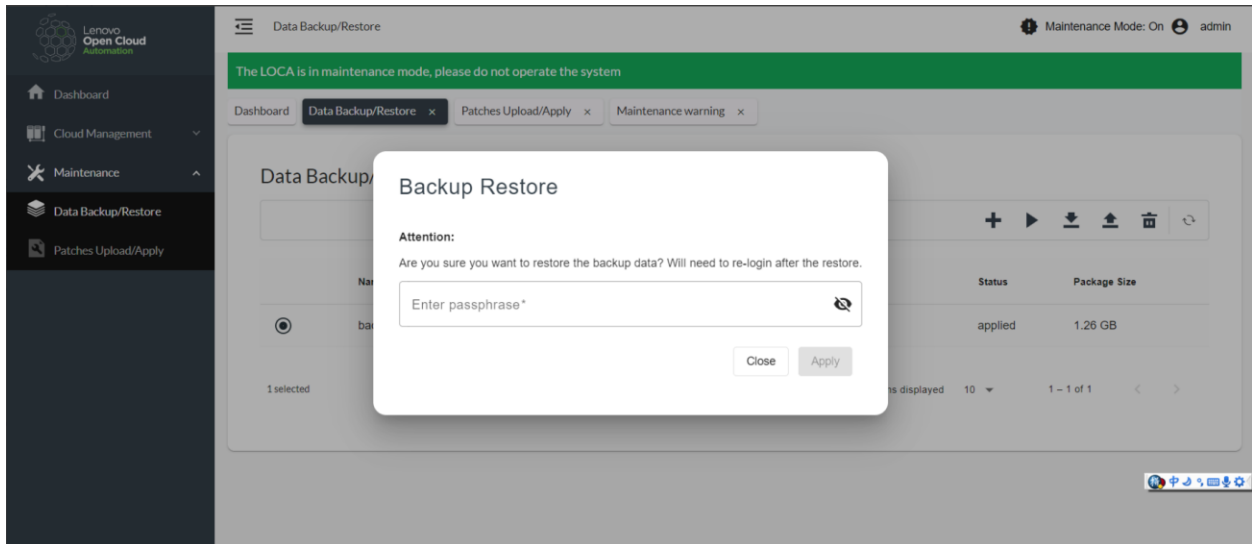 Lenovo
Open Cloud
Automation
Data Backup/Restore
Maintenance Mode: On
admin
The LOCA is in maintenance mode, please do not operate the system
Dashboard
Cloud Management
Maintenance
Data Backup/Restore
Patches Upload/Apply
Dashboard
Data Backup/Restore ×
Patches Upload/Apply ×
Maintenance warning ×
Data Backup/
Backup Restore
Attention:
Are you sure you want to restore the backup data? Will need to re-login after the restore.
Enter passphrase*
Close
Apply
Status
Package Size
applied
1.26 GB
1 selected
displayed
10
1 – 1 of 1
中